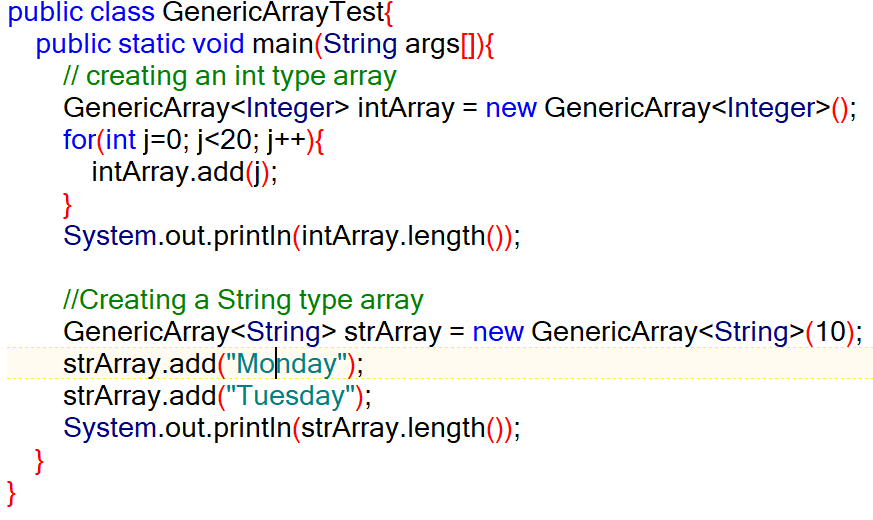 public class GenericArrayTest{
public static void main(String args[]){
// creating an int type array
GenericArray<Integer> intArray = new GenericArray<Integer>();
for(int j=0; j<20; j++){
intArray.add(j);
}
System.out.println(intArray.length());
//Creating a String type array
GenericArray<String> strArray = new GenericArray<String>(10);
strArray.add("Monday");
strArray.add("Tuesday");
System.out.println(strArray.length());
}
}